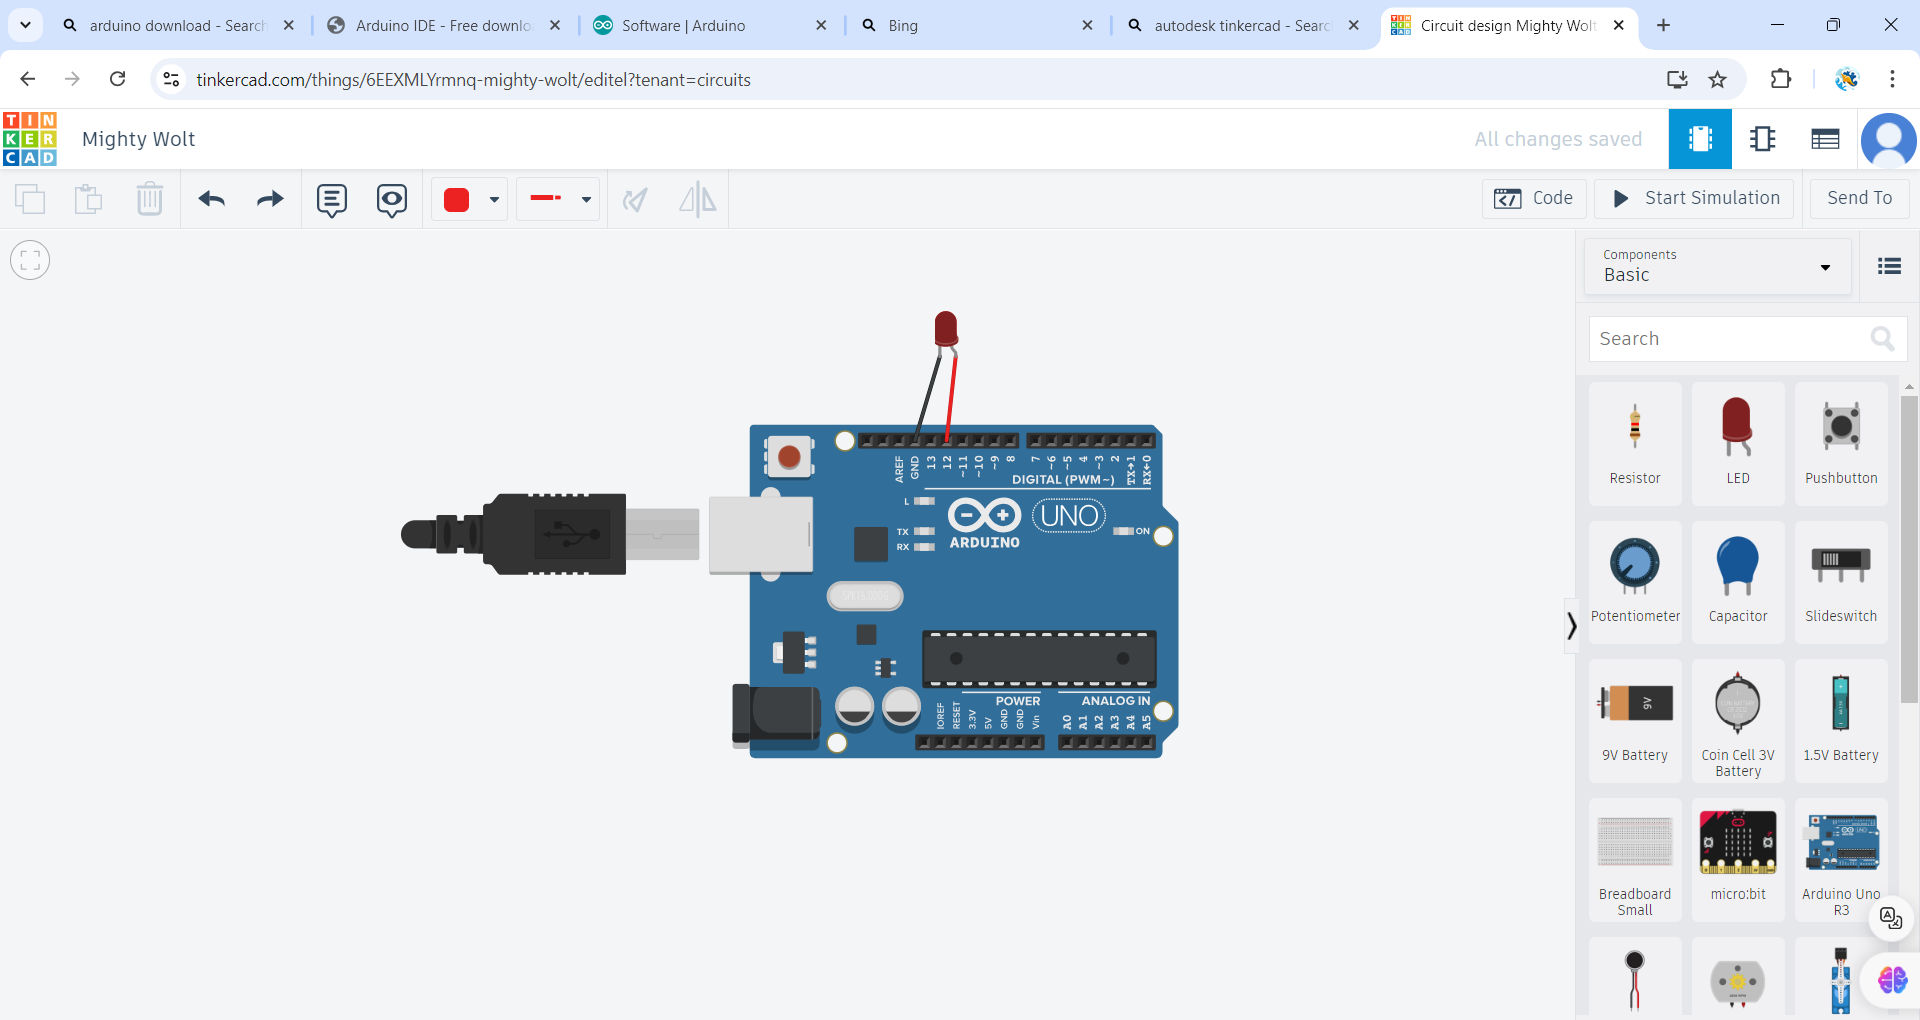 arduino download - Search
Arduino IDE - Free downlo
Software | Arduino
Bing
autodesk tinkercad - Searc
Circuit design Mighty Wolt
tinkercad.com/things/6EEXMLYrmnq-mighty-wolt/editel?tenant=circuits
TIN
KER
CAD
Mighty Wolt
All changes saved
Code
Start Simulation
Send To
Components
Basic
Search
Resistor
LED
Pushbutton
Potentiometer
Capacitor
Slideswitch
9V
9V Battery
Coin Cell 3V
Battery
1.5V Battery
Breadboard
Small
micro:bit
Arduino Uno
R3
AREF
GND
13
12
~11
~10
~9
8
7
~6
~5
4
~3
2
TX→1
RX←0
DIGITAL (PWM~)
L
TX
RX
ARDUINO
UNO
ON
POWER
ANALOG IN
IOREF
RESET
3.3V
5V
GND
GND
Vin
A0
A1
A2
A3
A4
A5